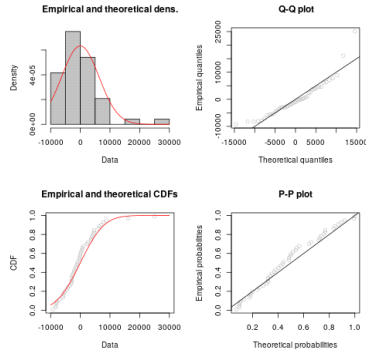 Empirical and theoretical dens.
Density
0e+00 4e-05
-10000 0 10000 20000 30000
Data
Q-Q plot
Empirical quantiles
-10000 0 10000 25000
-15000 -5000 0 5000 15000
Theoretical quantiles
Empirical and theoretical CDFs
CDF
0.0 0.2 0.4 0.6 0.8 1.0
-10000 0 10000 20000 30000
Data
P-P plot
Empirical probabilities
0.0 0.2 0.4 0.6 0.8 1.0
0.2 0.4 0.6 0.8 1.0
Theoretical probabilities